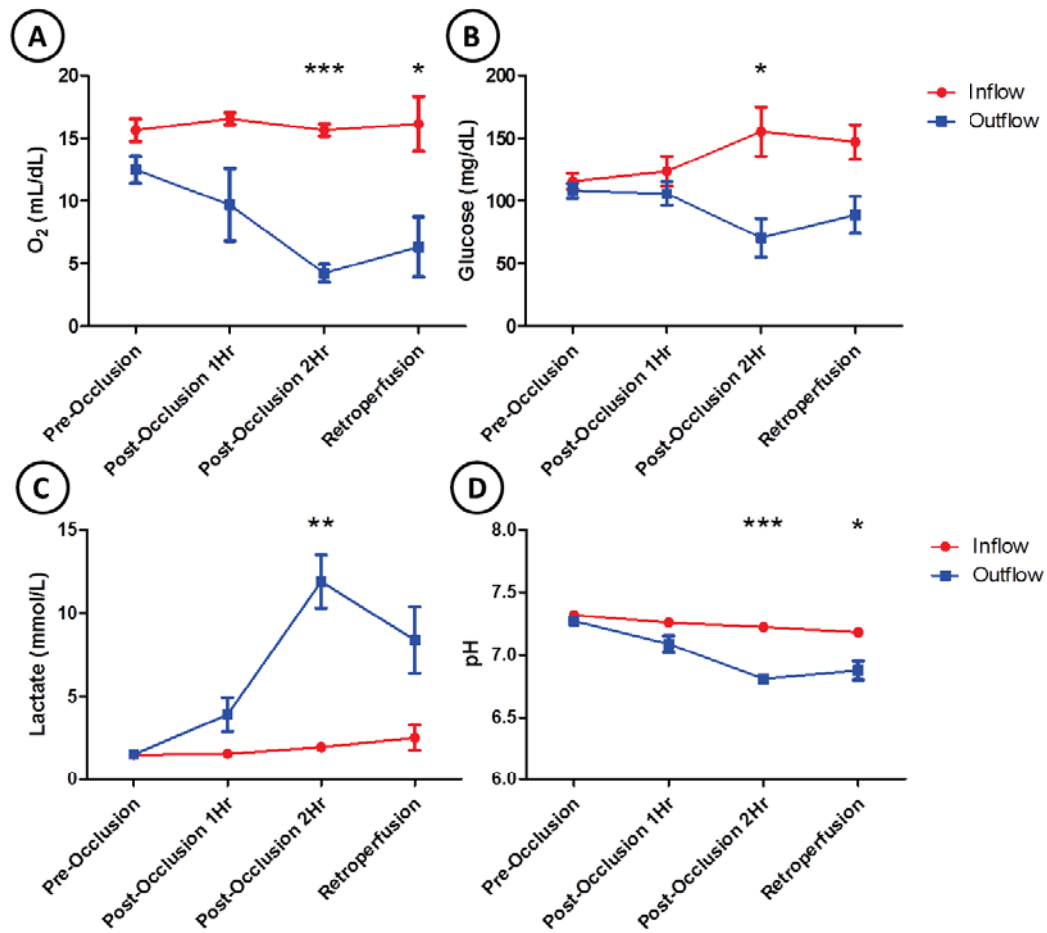 A
B
*** *
*
20
15
10
5
0
O2 (mL/dL)
200
150
100
50
0
Glucose (mg/dL)
Inflow
Outflow
Pre-Occlusion
Post-Occlusion 1Hr
Post-Occlusion 2Hr
Retroperfusion
Pre-Occlusion
Post-Occlusion 1Hr
Post-Occlusion 2Hr
Retroperfusion
C
D
**
*** *
15
10
5
0
Lactate (mmol/L)
8.0
7.5
7.0
6.5
6.0
pH
Inflow
Outflow
Pre-Occlusion
Post-Occlusion 1Hr
Post-Occlusion 2Hr
Retroperfusion
Pre-Occlusion
Post-Occlusion 1Hr
Post-Occlusion 2Hr
Retroperfusion